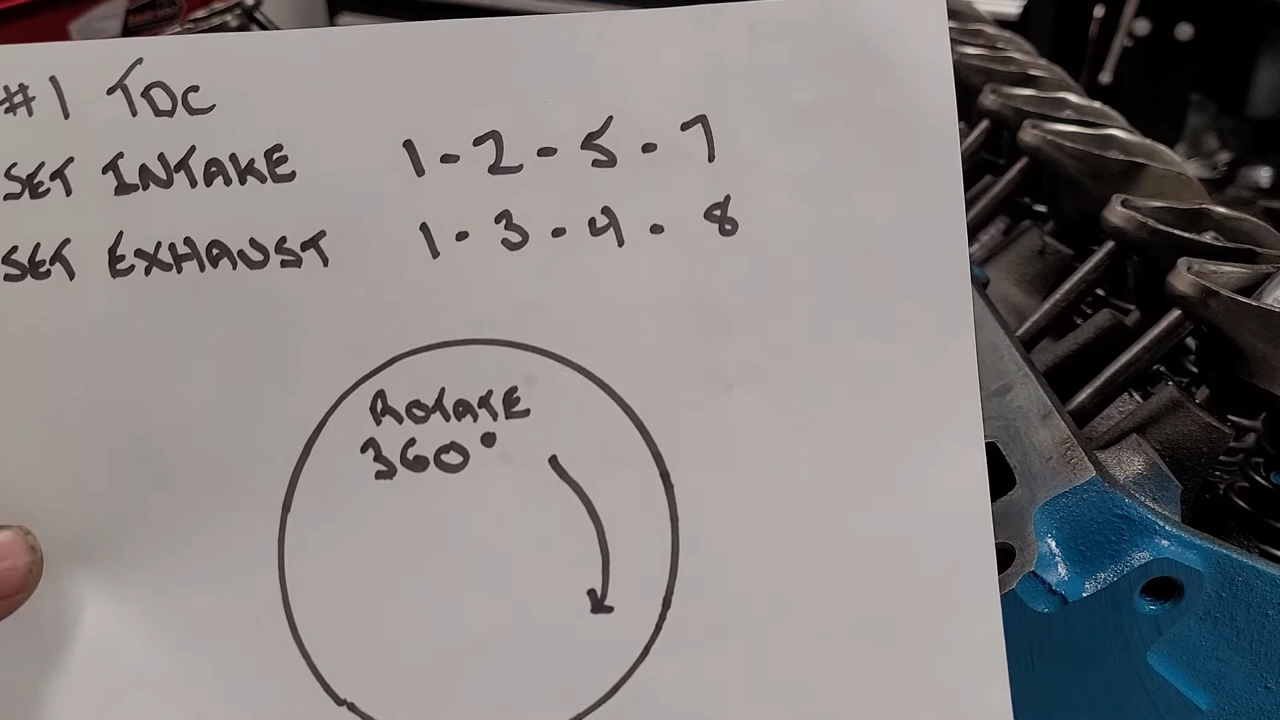 #1 TDC
SET INTAKE 1-2-5-7
SET EXHAUST 1-3-4-8
ROTATE
360°